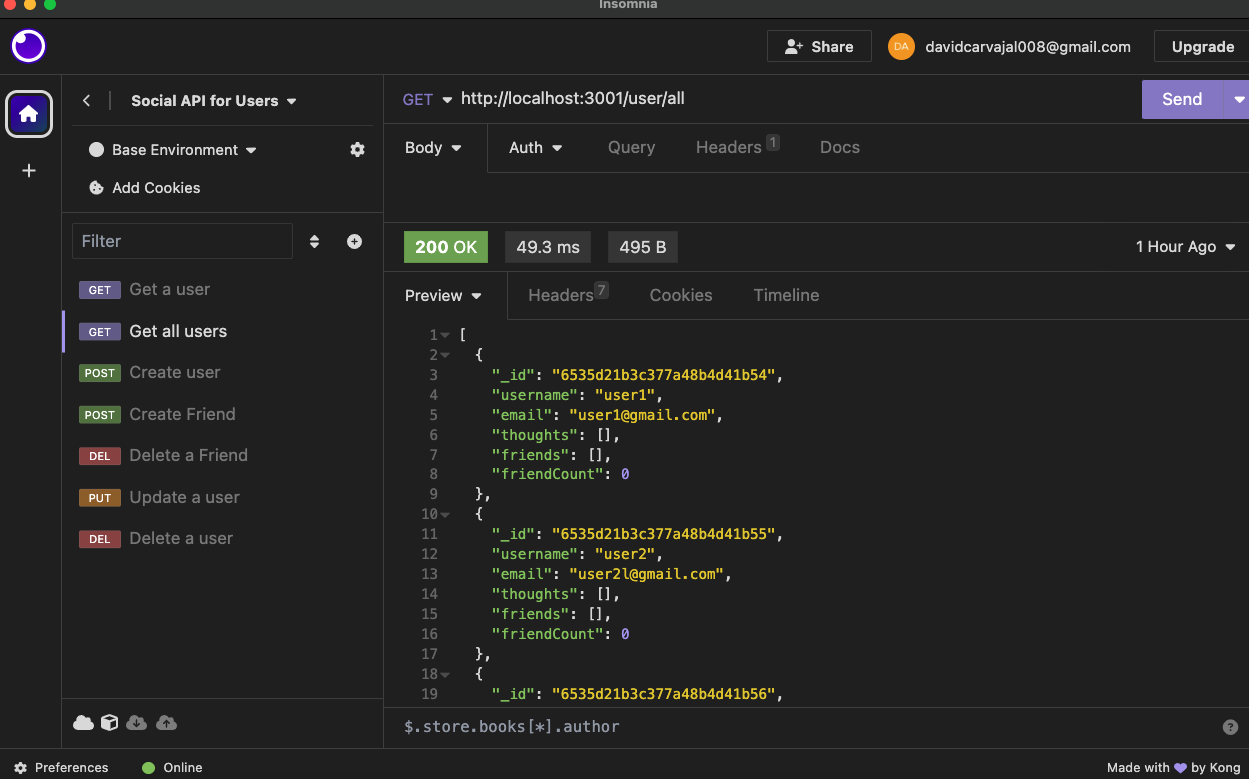 Insomnia
Share
DA
davidcarvajal008@gmail.com
Upgrade
Social API for Users
GET http://localhost:3001/user/all
Send
Base Environment
Add Cookies
Body
Auth
Query
Headers 1
Docs
Filter
200 OK
49.3 ms
495 B
1 Hour Ago
GET Get a user
GET Get all users
POST Create user
POST Create Friend
DEL Delete a Friend
PUT Update a user
DEL Delete a user
Preview
Headers 7
Cookies
Timeline
1 [
2 {
3 "_id": "6535d21b3c377a48b4d41b54",
4 "username": "user1",
5 "email": "user1@gmail.com",
6 "thoughts": [],
7 "friends": [],
8 "friendCount": 0
9 },
10 {
11 "_id": "6535d21b3c377a48b4d41b55",
12 "username": "user2",
13 "email": "user2l@gmail.com",
14 "thoughts": [],
15 "friends": [],
16 "friendCount": 0
17 },
18 {
19 "_id": "6535d21b3c377a48b4d41b56",
$.store.books[*].author
?
Preferences
Online
Made with 💜 by Kong